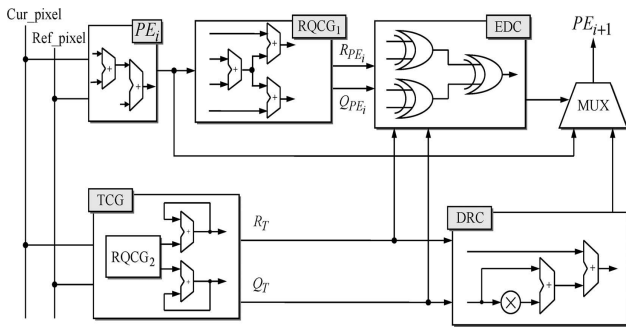 Cur_pixel
Ref_pixel
PE_i
RQCG_1
R_{PE_i}
Q_{PE_i}
EDC
PE_{i+1}
MUX
TCG
RQCG_2
R_T
Q_T
DRC
+
+
+
+
+
+
+
+
+
×